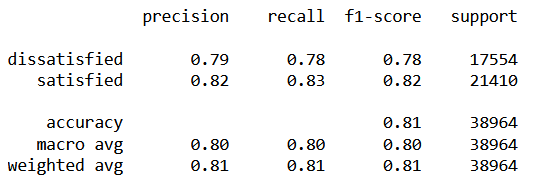 precision recall f1-score support
dissatisfied 0.79 0.78 0.78 17554
satisfied 0.82 0.83 0.82 21410
accuracy 0.81 38964
macro avg 0.80 0.80 0.80 38964
weighted avg 0.81 0.81 0.81 38964